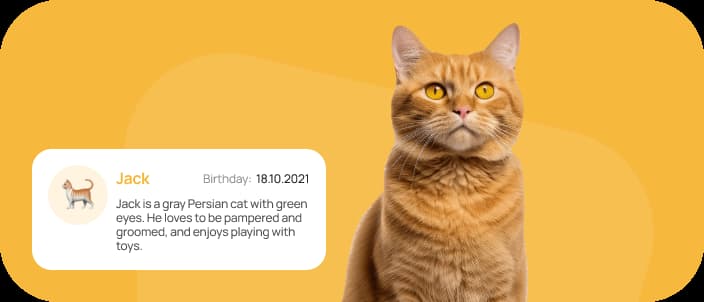 Jack Birthday: 18.10.2021
Jack is a gray Persian cat with green
eyes. He loves to be pampered and
groomed, and enjoys playing with
toys.